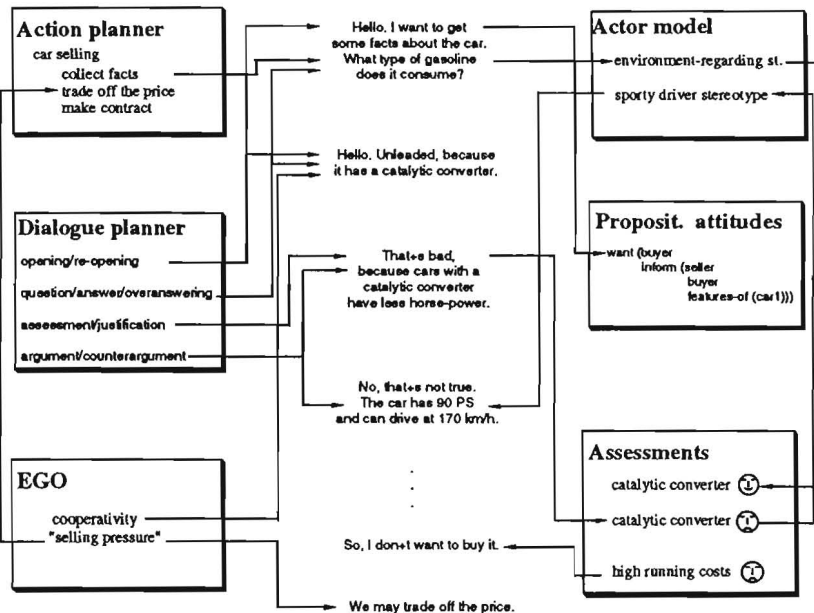 Action planner
car selling
collect facts
trade off the price
make contract
Dialogue planner
opening/re-opening
question/answer/overanswering
assessment/justification
argument/counterargument
EGO
cooperativity
"selling pressure"
Hello. I want to get
some facts about the car.
What type of gasoline
does it consume?
Hello. Unleaded, because
it has a catalytic converter.
That+s bad,
because cars with a
catalytic converter
have less horse-power.
No, that+s not true.
The car has 90 PS
and can drive at 170 km/h.
.
.
.
So, I don+t want to buy it.
We may trade off the price.
Actor model
environment-regarding st.
sporty driver stereotype
Proposit. attitudes
want (buyer
inform (seller
buyer
features-of (car1)))
Assessments
catalytic converter
catalytic converter
high running costs